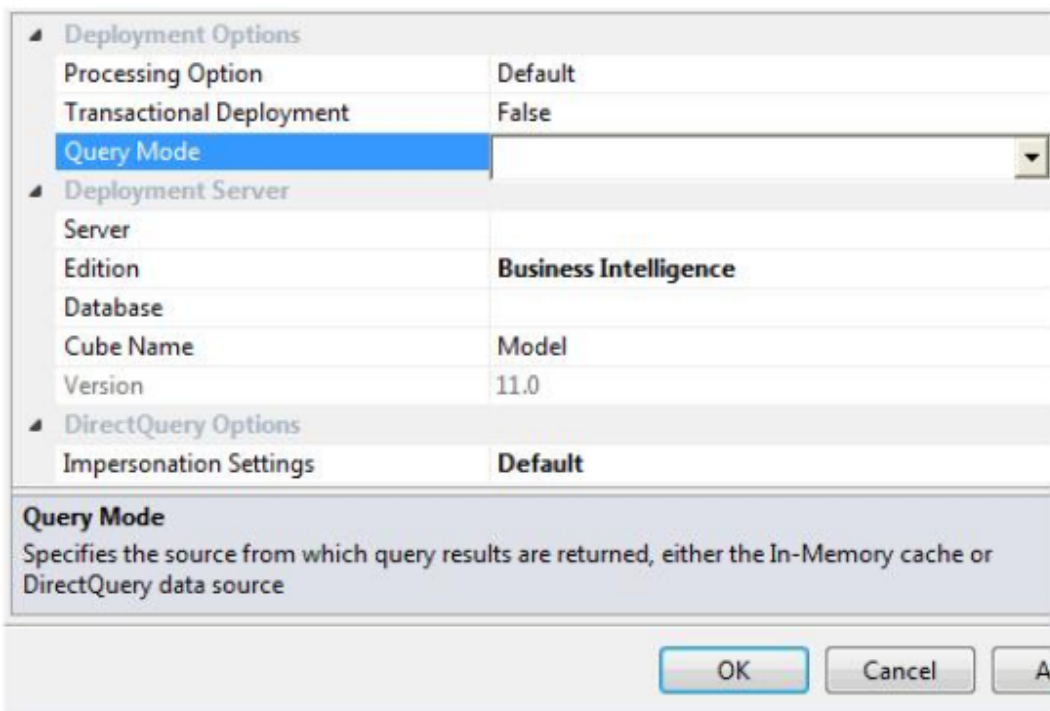 Deployment Options
Processing Option Default
Transactional Deployment False
Query Mode
Deployment Server
Server
Edition Business Intelligence
Database
Cube Name Model
Version 11.0
DirectQuery Options
Impersonation Settings Default
Query Mode
Specifies the source from which query results are returned, either the In-Memory cache or
DirectQuery data source
OK Cancel A